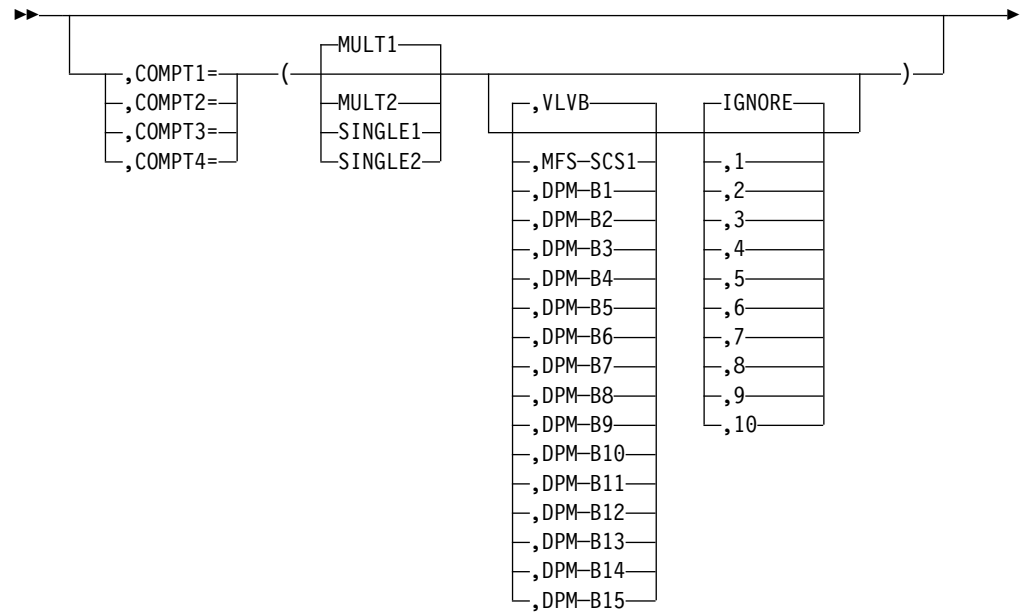 MULT1
,COMPT1= ( )
,COMPT2= MULT2 ,VLVB IGNORE
,COMPT3= SINGLE1
,COMPT4= SINGLE2 ,MFS-SCS1 ,1
,DPM-B1 ,2
,DPM-B2 ,3
,DPM-B3 ,4
,DPM-B4 ,5
,DPM-B5 ,6
,DPM-B6 ,7
,DPM-B7 ,8
,DPM-B8 ,9
,DPM-B9 ,10
,DPM-B10
,DPM-B11
,DPM-B12
,DPM-B13
,DPM-B14
,DPM-B15